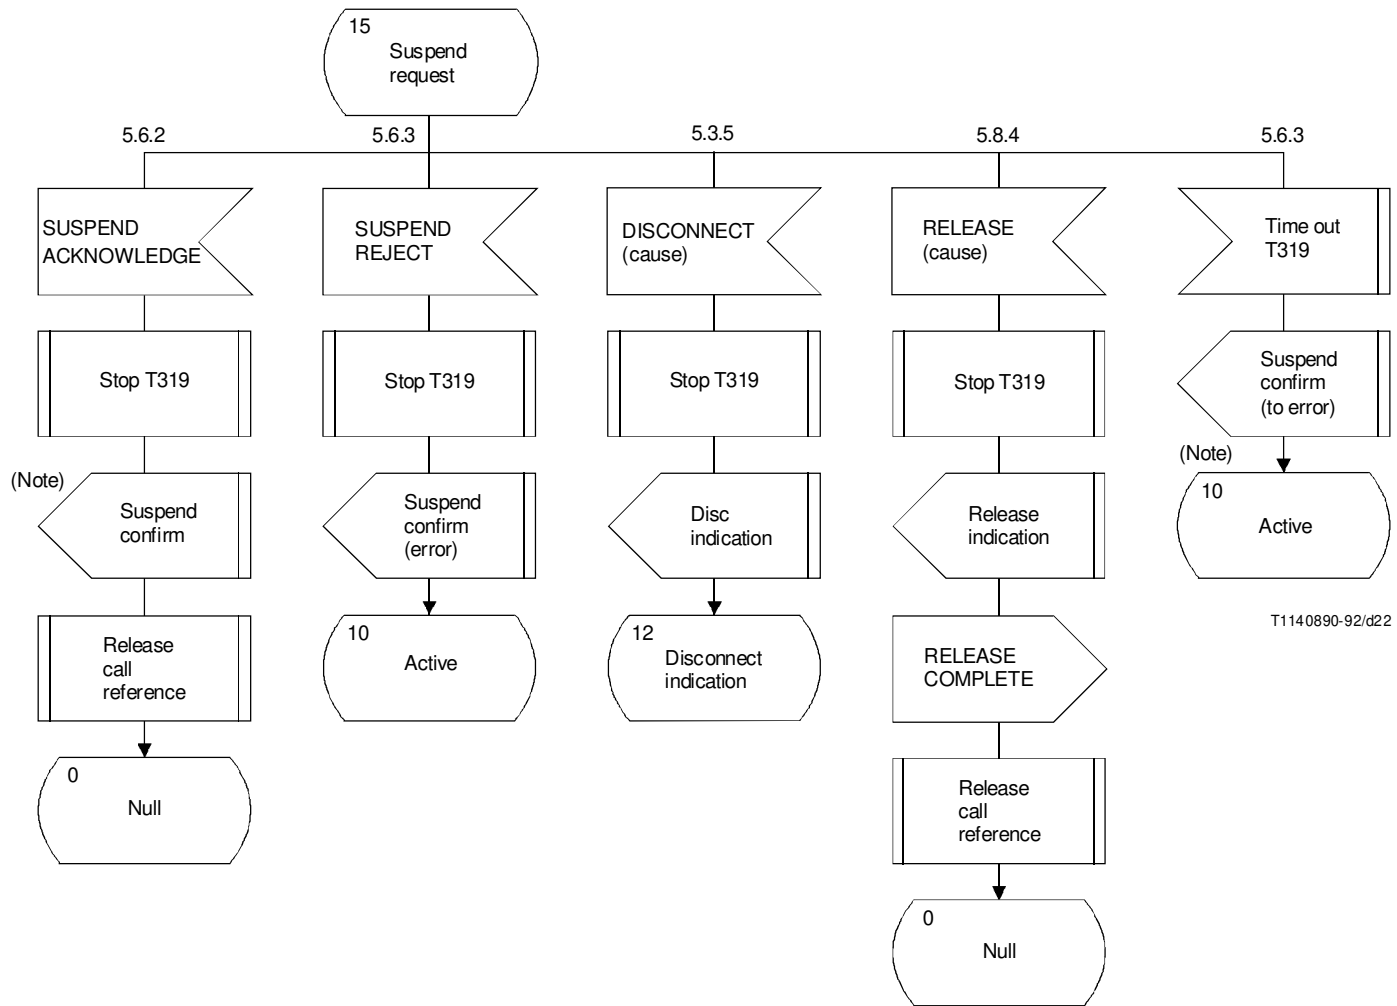 15
Suspend
request
5.6.2
5.6.3
5.3.5
5.8.4
5.6.3
SUSPEND
ACKNOWLEDGE
SUSPEND
REJECT
DISCONNECT
(cause)
RELEASE
(cause)
Time out
T319
Stop T319
Stop T319
Stop T319
Stop T319
Suspend
confirm
(to error)
(Note)
Suspend
confirm
Suspend
confirm
(error)
Disc
indication
Release
indication
(Note)
10
Active
Release
call
reference
10
Active
12
Disconnect
indication
RELEASE
COMPLETE
T1140890-92/d22
0
Null
Release
call
reference
0
Null